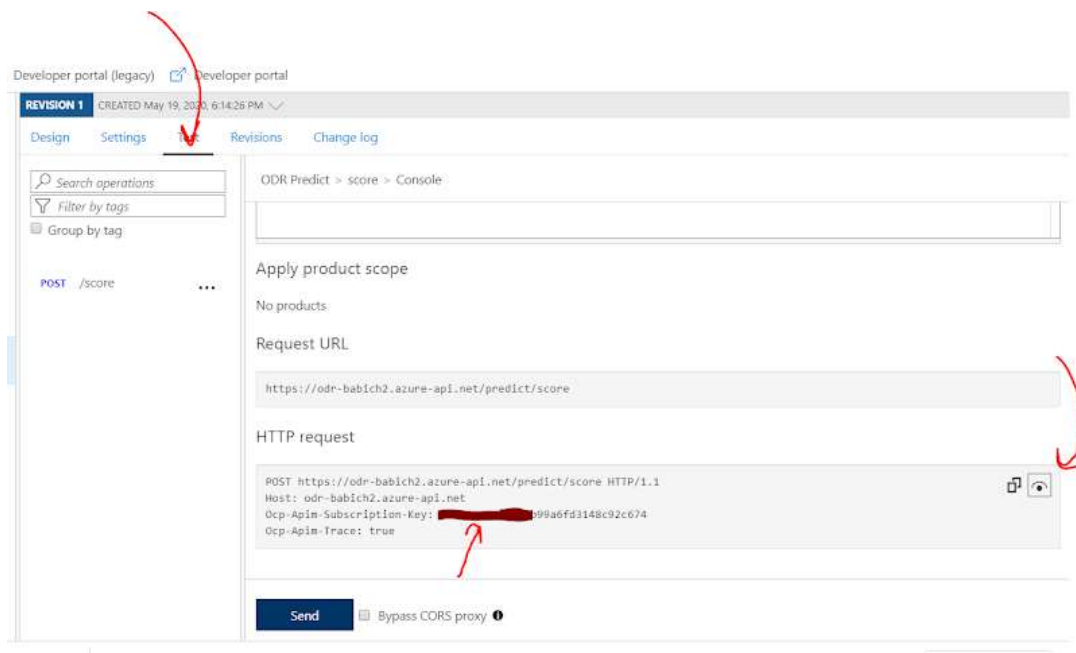 Developer portal (legacy) Developer portal
REVISION 1 CREATED May 19, 2020, 6:14:26 PM
Design Settings Test Revisions Change log
Search operations
Filter by tags
Group by tag
POST /score ...
ODR Predict > score > Console
Apply product scope
No products
Request URL
https://odr-babich2.azure-api.net/predict/score
HTTP request
POST https://odr-babich2.azure-api.net/predict/score HTTP/1.1
Host: odr-babich2.azure-api.net
Ocp-Apim-Subscription-Key: b99a6fd3148c92c674
Ocp-Apim-Trace: true
Send Bypass CORS proxy